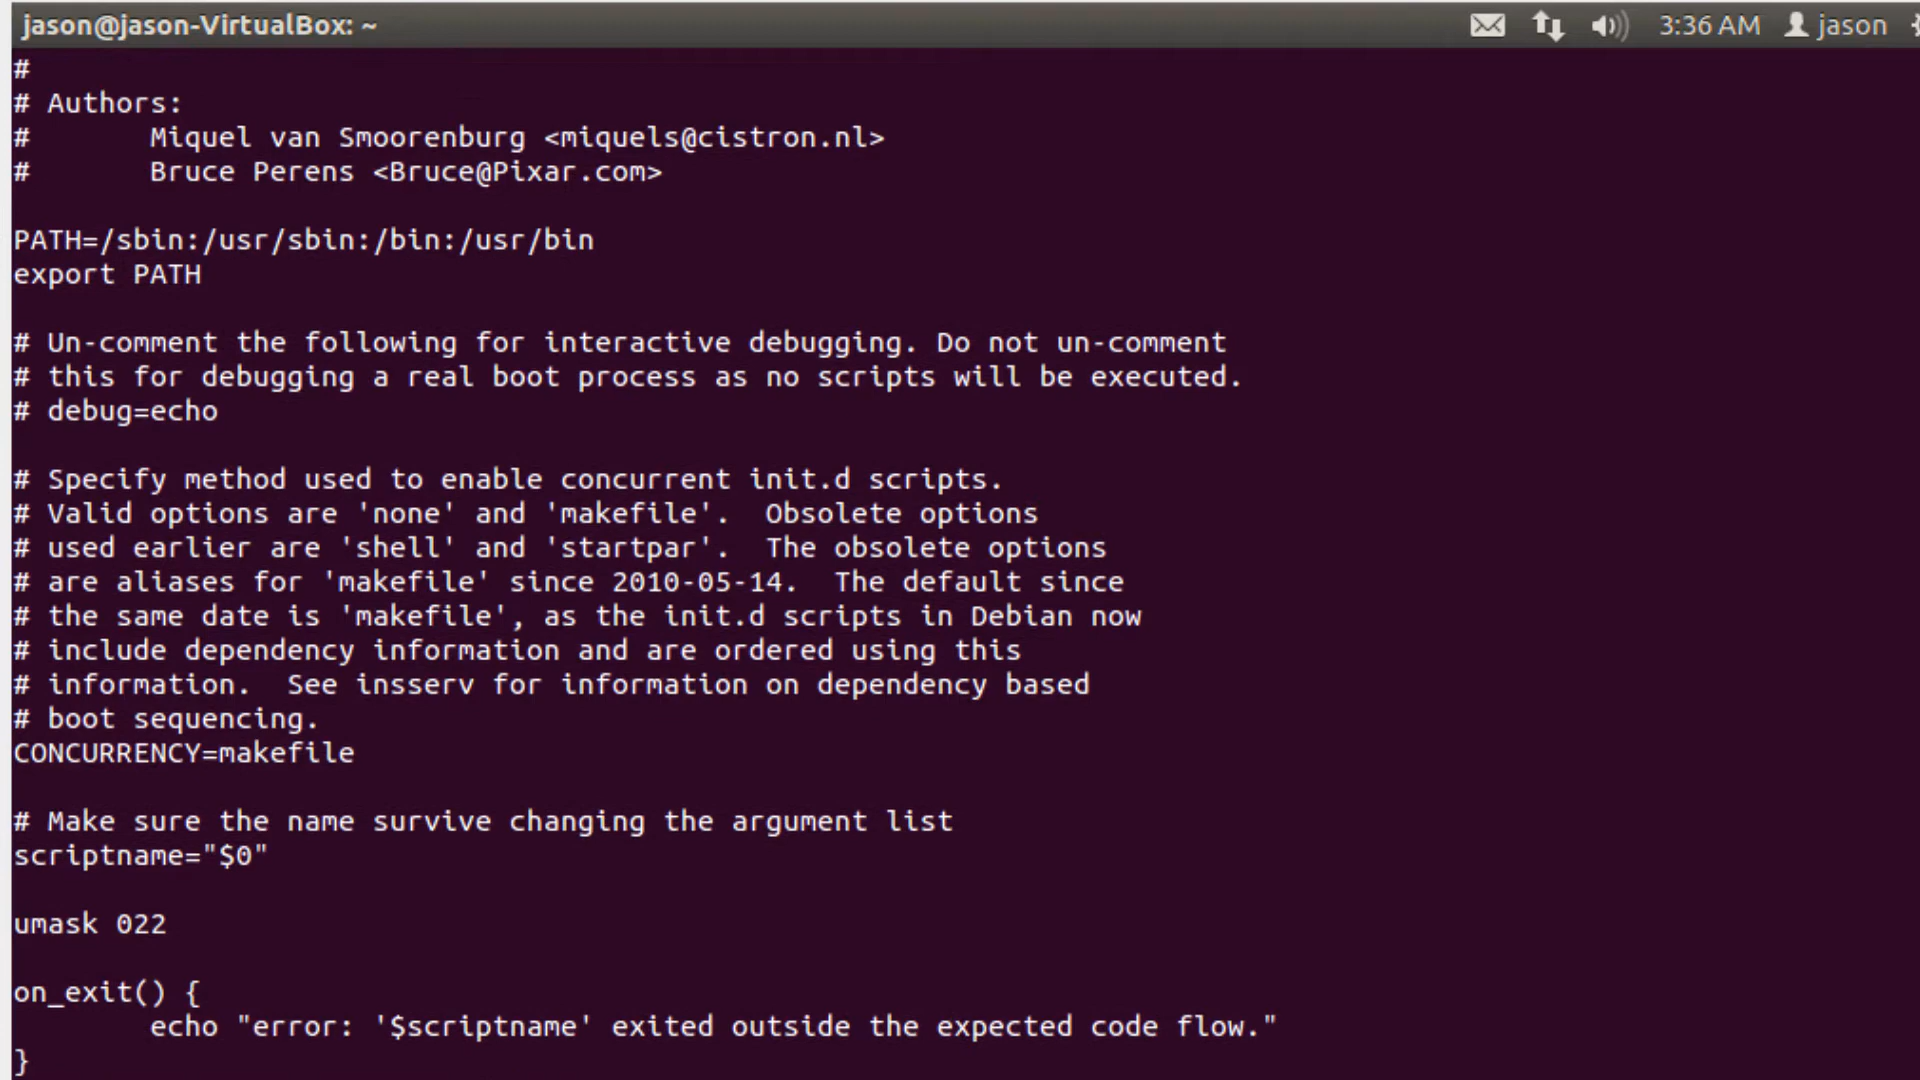 jason@jason-VirtualBox: ~
3:36 AM jason
#
# Authors:
#       Miquel van Smoorenburg <miquels@cistron.nl>
#       Bruce Perens <Bruce@Pixar.com>
PATH=/sbin:/usr/sbin:/bin:/usr/bin
export PATH
# Un-comment the following for interactive debugging. Do not un-comment
# this for debugging a real boot process as no scripts will be executed.
# debug=echo
# Specify method used to enable concurrent init.d scripts.
# Valid options are 'none' and 'makefile'.  Obsolete options
# used earlier are 'shell' and 'startpar'.  The obsolete options
# are aliases for 'makefile' since 2010-05-14.  The default since
# the same date is 'makefile', as the init.d scripts in Debian now
# include dependency information and are ordered using this
# information.  See insserv for information on dependency based
# boot sequencing.
CONCURRENCY=makefile
# Make sure the name survive changing the argument list
scriptname="$0"
umask 022
on_exit() {
        echo "error: '$scriptname' exited outside the expected code flow."
}